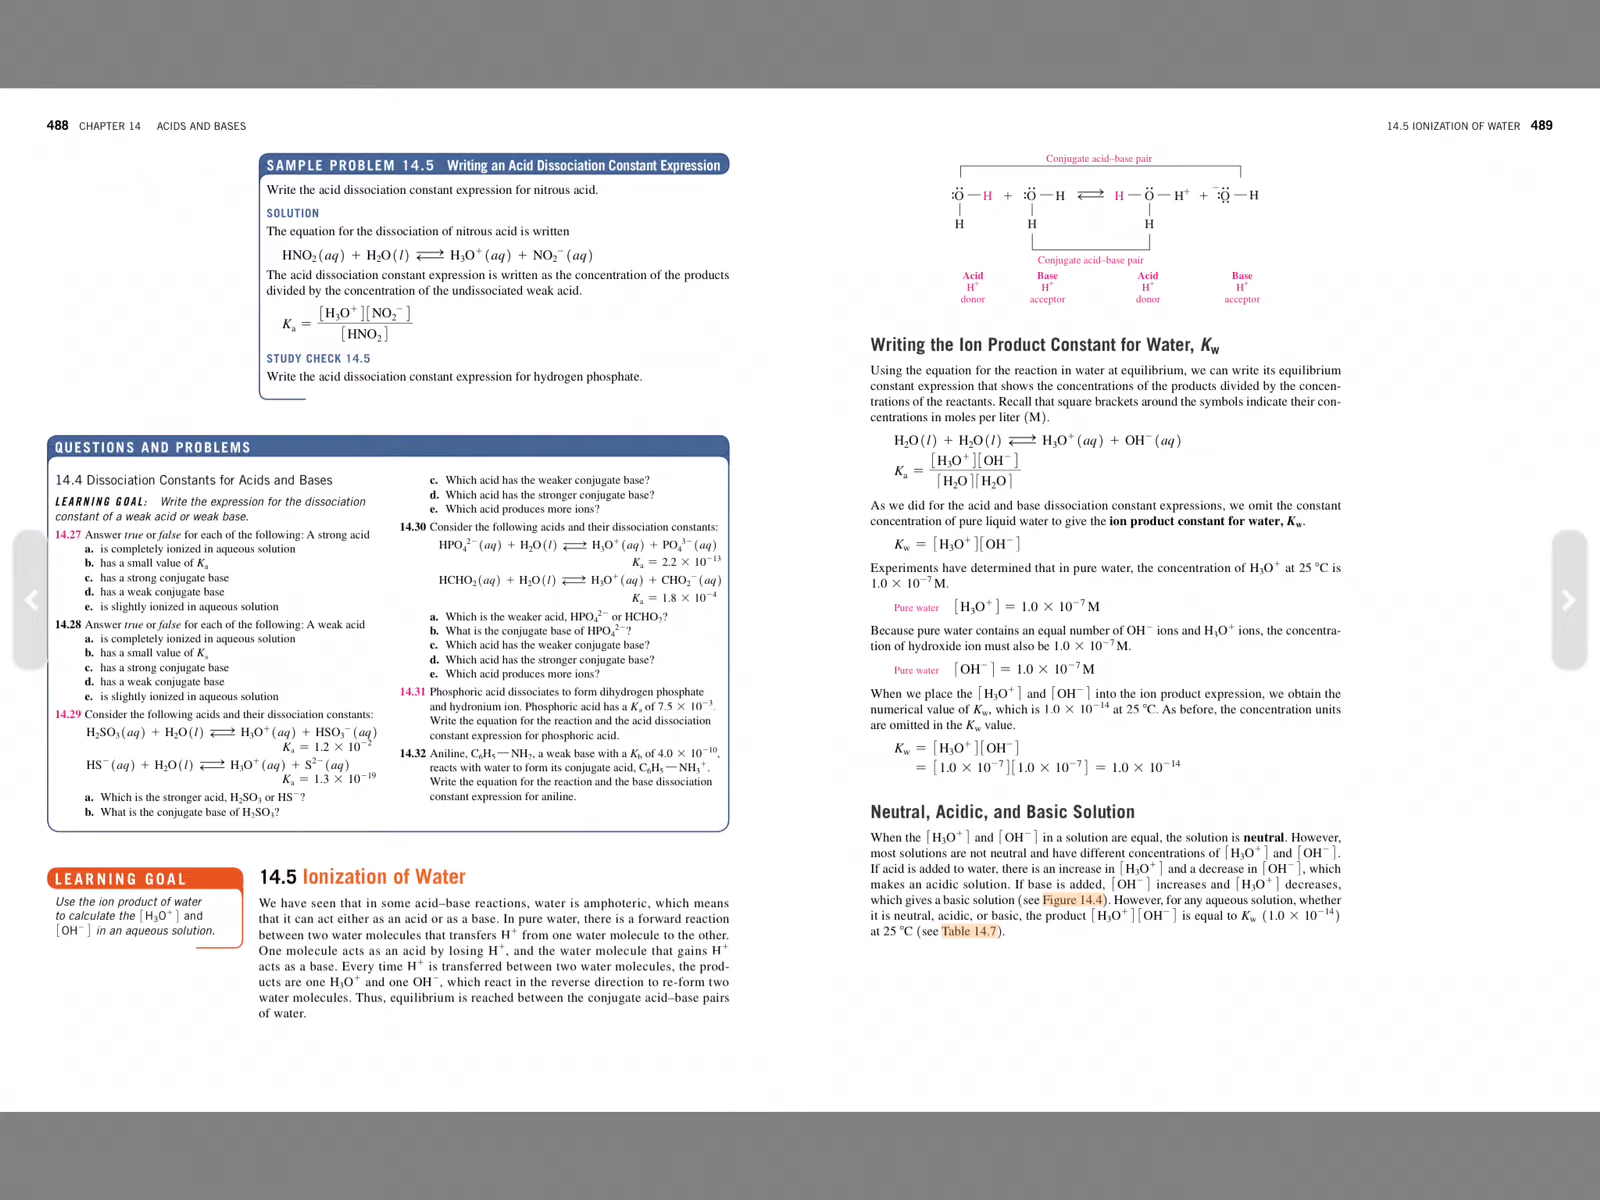 488 CHAPTER 14 ACIDS AND BASES
SAMPLE PROBLEM 14.5 Writing an Acid Dissociation Constant Expression
Write the acid dissociation constant expression for nitrous acid.
SOLUTION
The equation for the dissociation of nitrous acid is written
HNO₂(aq) + H₂O(l) ⇌ H₃O⁺(aq) + NO₂⁻(aq)
The acid dissociation constant expression is written as the concentration of the products
divided by the concentration of the undissociated weak acid.
Kₐ = [H₃O⁺][NO₂⁻] / [HNO₂]
STUDY CHECK 14.5
Write the acid dissociation constant expression for hydrogen phosphate.
QUESTIONS AND PROBLEMS
14.4 Dissociation Constants for Acids and Bases
LEARNING GOAL: Write the expression for the dissociation
constant of a weak acid or weak base.
14.27 Answer true or false for each of the following: A strong acid
a. is completely ionized in aqueous solution
b. has a small value of Kₐ
c. has a strong conjugate base
d. has a weak conjugate base
e. is slightly ionized in aqueous solution
14.28 Answer true or false for each of the following: A weak acid
a. is completely ionized in aqueous solution
b. has a small value of Kₐ
c. has a strong conjugate base
d. has a weak conjugate base
e. is slightly ionized in aqueous solution
14.29 Consider the following acids and their dissociation constants:
H₂SO₃(aq) + H₂O(l) ⇌ H₃O⁺(aq) + HSO₃⁻(aq)
Kₐ = 1.2 × 10⁻²
HS⁻(aq) + H₂O(l) ⇌ H₃O⁺(aq) + S²⁻(aq)
Kₐ = 1.3 × 10⁻¹⁹
a. Which is the stronger acid, H₂SO₃ or HS⁻?
b. What is the conjugate base of H₂SO₃?
c. Which acid has the weaker conjugate base?
d. Which acid has the stronger conjugate base?
e. Which acid produces more ions?
14.30 Consider the following acids and their dissociation constants:
HPO₄²⁻(aq) + H₂O(l) ⇌ H₃O⁺(aq) + PO₄³⁻(aq)
Kₐ = 2.2 × 10⁻¹³
HCHO₂(aq) + H₂O(l) ⇌ H₃O⁺(aq) + CHO₂⁻(aq)
Kₐ = 1.8 × 10⁻⁴
a. Which is the weaker acid, HPO₄²⁻ or HCHO₂?
b. What is the conjugate base of HPO₄²⁻?
c. Which acid has the weaker conjugate base?
d. Which acid has the stronger conjugate base?
e. Which acid produces more ions?
14.31 Phosphoric acid dissociates to form dihydrogen phosphate
and hydronium ion. Phosphoric acid has a Kₐ of 7.5 × 10⁻³.
Write the equation for the reaction and the acid dissociation
constant expression for phosphoric acid.
14.32 Aniline, C₆H₅—NH₂, a weak base with a K_b of 4.0 × 10⁻¹⁰,
reacts with water to form its conjugate acid, C₆H₅—NH₃⁺.
Write the equation for the reaction and the base dissociation
constant expression for aniline.
LEARNING GOAL
Use the ion product of water
to calculate the [H₃O⁺] and
[OH⁻] in an aqueous solution.
14.5 Ionization of Water
We have seen that in some acid–base reactions, water is amphoteric, which means
that it can act either as an acid or as a base. In pure water, there is a forward reaction
between two water molecules that transfers H⁺ from one water molecule to the other.
One molecule acts as an acid by losing H⁺, and the water molecule that gains H⁺
acts as a base. Every time H⁺ is transferred between two water molecules, the prod-
ucts are one H₃O⁺ and one OH⁻, which react in the reverse direction to re-form two
water molecules. Thus, equilibrium is reached between the conjugate acid–base pairs
of water.
14.5 IONIZATION OF WATER 489
Conjugate acid–base pair
:Ö—H + :Ö—H ⇌ H—Ö—H⁺ + ⁻:Ö—H
H H H
Conjugate acid–base pair
Acid Base Acid Base
H⁺ H⁺ H⁺ H⁺
donor acceptor donor acceptor
Writing the Ion Product Constant for Water, K_w
Using the equation for the reaction in water at equilibrium, we can write its equilibrium
constant expression that shows the concentrations of the products divided by the concen-
trations of the reactants. Recall that square brackets around the symbols indicate their con-
centrations in moles per liter (M).
H₂O(l) + H₂O(l) ⇌ H₃O⁺(aq) + OH⁻(aq)
Kₐ = [H₃O⁺][OH⁻] / [H₂O][H₂O]
As we did for the acid and base dissociation constant expressions, we omit the constant
concentration of pure liquid water to give the ion product constant for water, K_w.
K_w = [H₃O⁺][OH⁻]
Experiments have determined that in pure water, the concentration of H₃O⁺ at 25 °C is
1.0 × 10⁻⁷ M.
Pure water [H₃O⁺] = 1.0 × 10⁻⁷ M
Because pure water contains an equal number of OH⁻ ions and H₃O⁺ ions, the concentra-
tion of hydroxide ion must also be 1.0 × 10⁻⁷ M.
Pure water [OH⁻] = 1.0 × 10⁻⁷ M
When we place the [H₃O⁺] and [OH⁻] into the ion product expression, we obtain the
numerical value of K_w, which is 1.0 × 10⁻¹⁴ at 25 °C. As before, the concentration units
are omitted in the K_w value.
K_w = [H₃O⁺][OH⁻]
= [1.0 × 10⁻⁷][1.0 × 10⁻⁷] = 1.0 × 10⁻¹⁴
Neutral, Acidic, and Basic Solution
When the [H₃O⁺] and [OH⁻] in a solution are equal, the solution is neutral. However,
most solutions are not neutral and have different concentrations of [H₃O⁺] and [OH⁻].
If acid is added to water, there is an increase in [H₃O⁺] and a decrease in [OH⁻], which
makes an acidic solution. If base is added, [OH⁻] increases and [H₃O⁺] decreases,
which gives a basic solution (see Figure 14.4). However, for any aqueous solution, whether
it is neutral, acidic, or basic, the product [H₃O⁺][OH⁻] is equal to K_w (1.0 × 10⁻¹⁴)
at 25 °C (see Table 14.7).